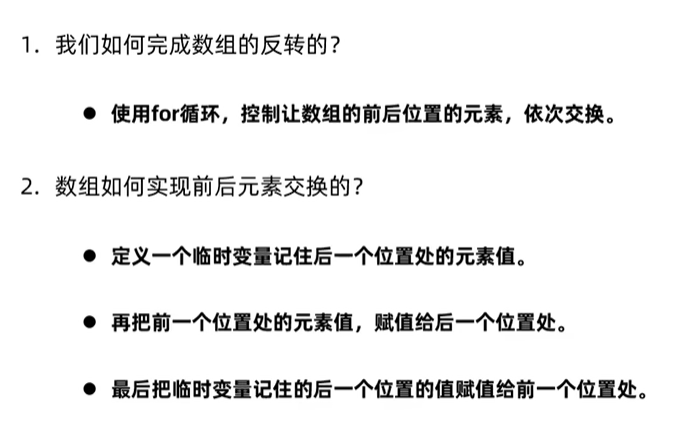 1. 我们如何完成数组的反转的？
● 使用for循环，控制让数组的前后位置的元素，依次交换。
2. 数组如何实现前后元素交换的？
● 定义一个临时变量记住后一个位置处的元素值。
● 再把前一个位置处的元素值，赋值给后一个位置处。
● 最后把临时变量记住的后一个位置的值赋值给前一个位置处。